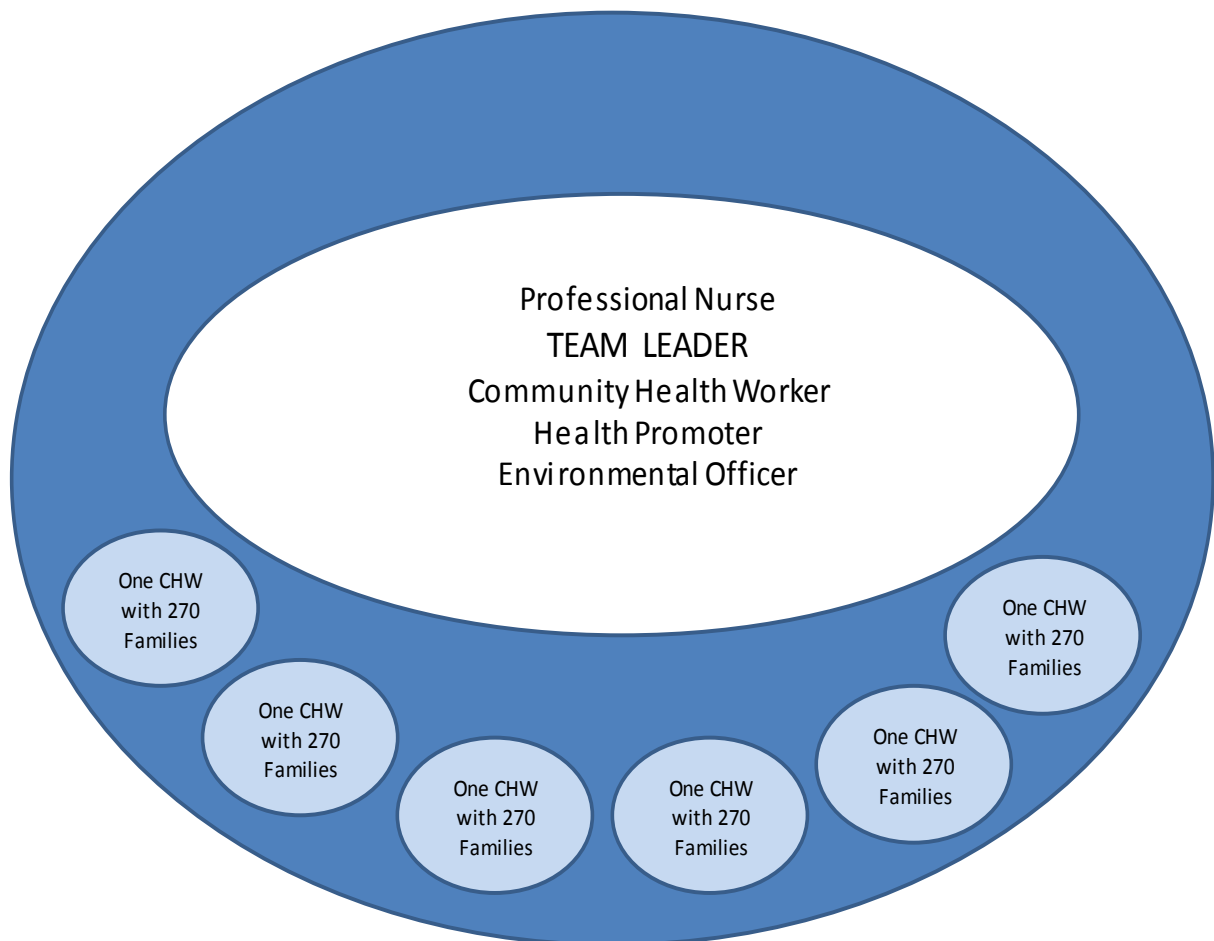 Professional Nurse
TEAM LEADER
Community Health Worker
Health Promoter
Environmental Officer
One CHW
with 270
Families
One CHW
with 270
Families
One CHW
with 270
Families
One CHW
with 270
Families
One CHW
with 270
Families
One CHW
with 270
Families